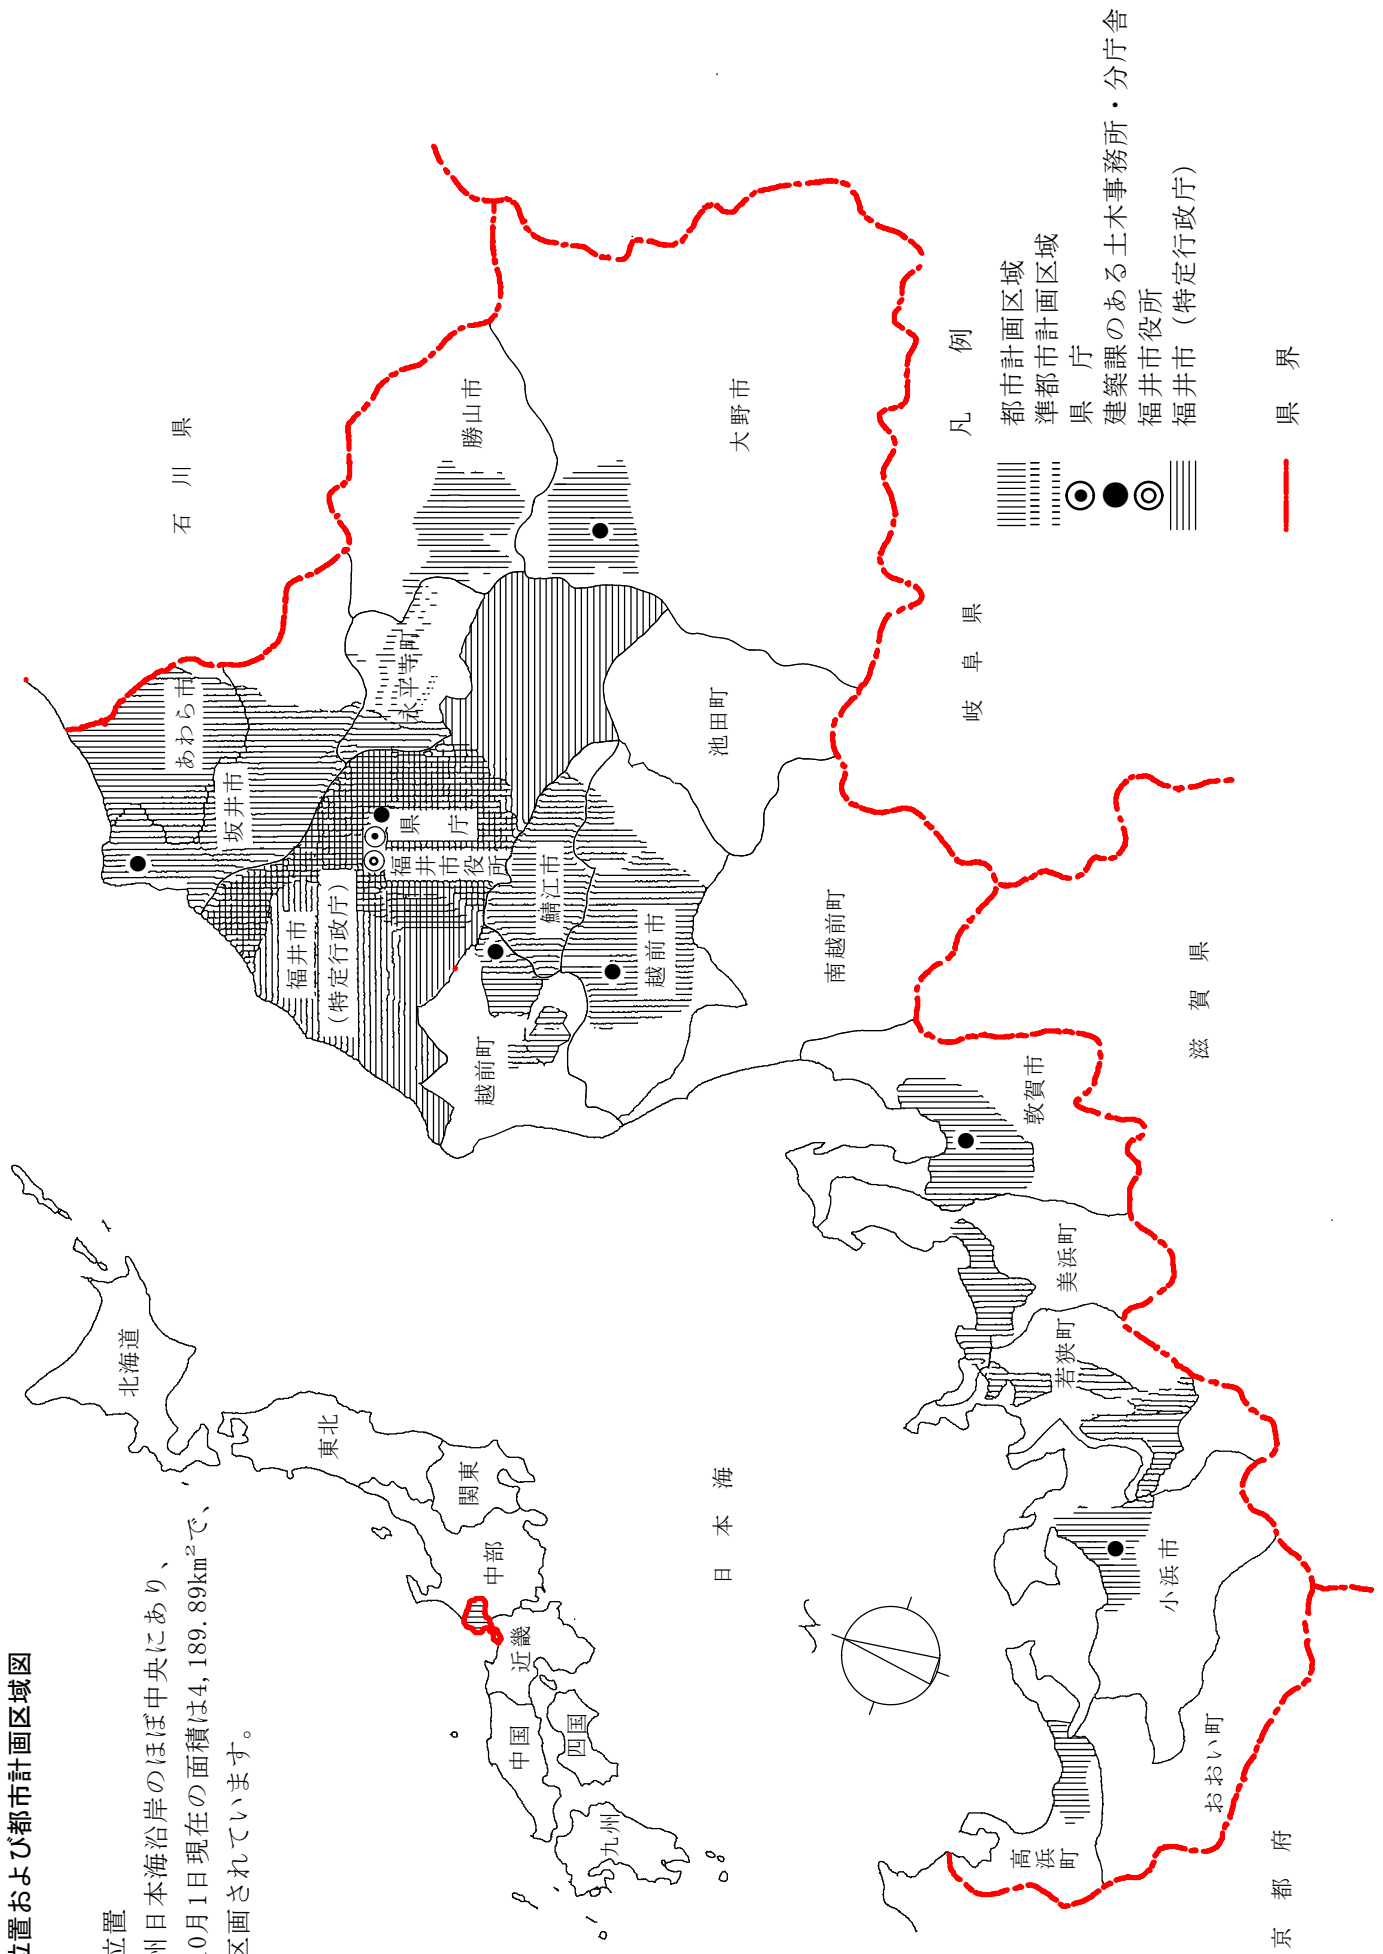 位置および都市計画区域図
位置
州日本海沿岸のほぼ中央にあり、
10月1日現在の面積は4,189.89km²で、
区画されています。
北海道
東北
関東
中部
近畿
中国
四国
九州
日本海
石川県
岐阜県
滋賀県
京都府
あわら市
坂井市
永平寺町
勝山市
大野市
福井市
(特定行政庁)
県庁
福井市役所
鯖江市
越前市
越前町
池田町
南越前町
敦賀市
美浜町
若狭町
小浜市
おおい町
高浜町
凡例
都市計画区域
準都市計画区域
県庁
建築課のある土木事務所・分庁舎
福井市役所
福井市(特定行政庁)
県界
N